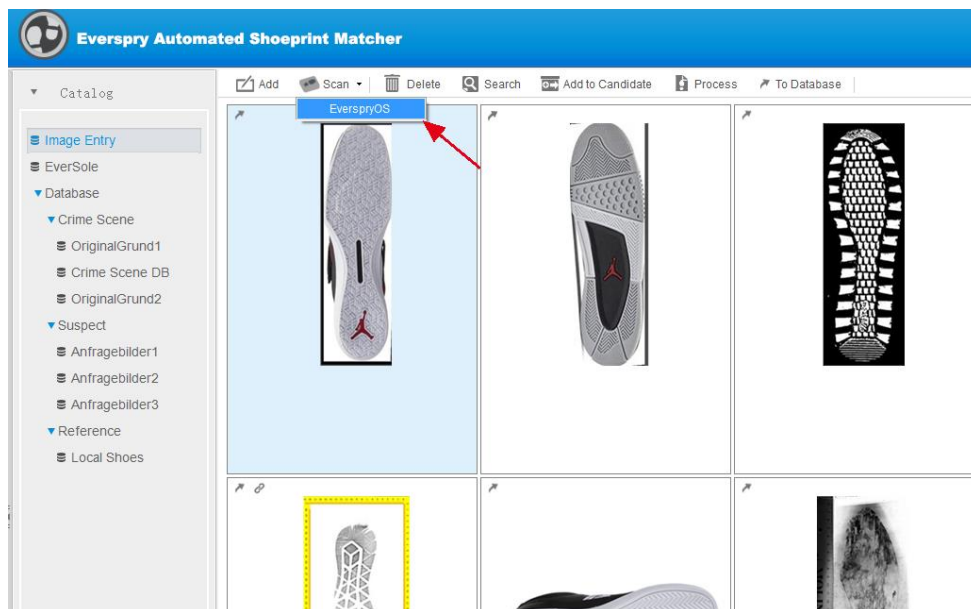 Everspry Automated Shoeprint Matcher
Catalog
Add Scan Delete Search Add to Candidate Process To Database
EverspryOS
Image Entry
EverSole
Database
Crime Scene
OriginalGrund1
Crime Scene DB
OriginalGrund2
Suspect
Anfragebilder1
Anfragebilder2
Anfragebilder3
Reference
Local Shoes